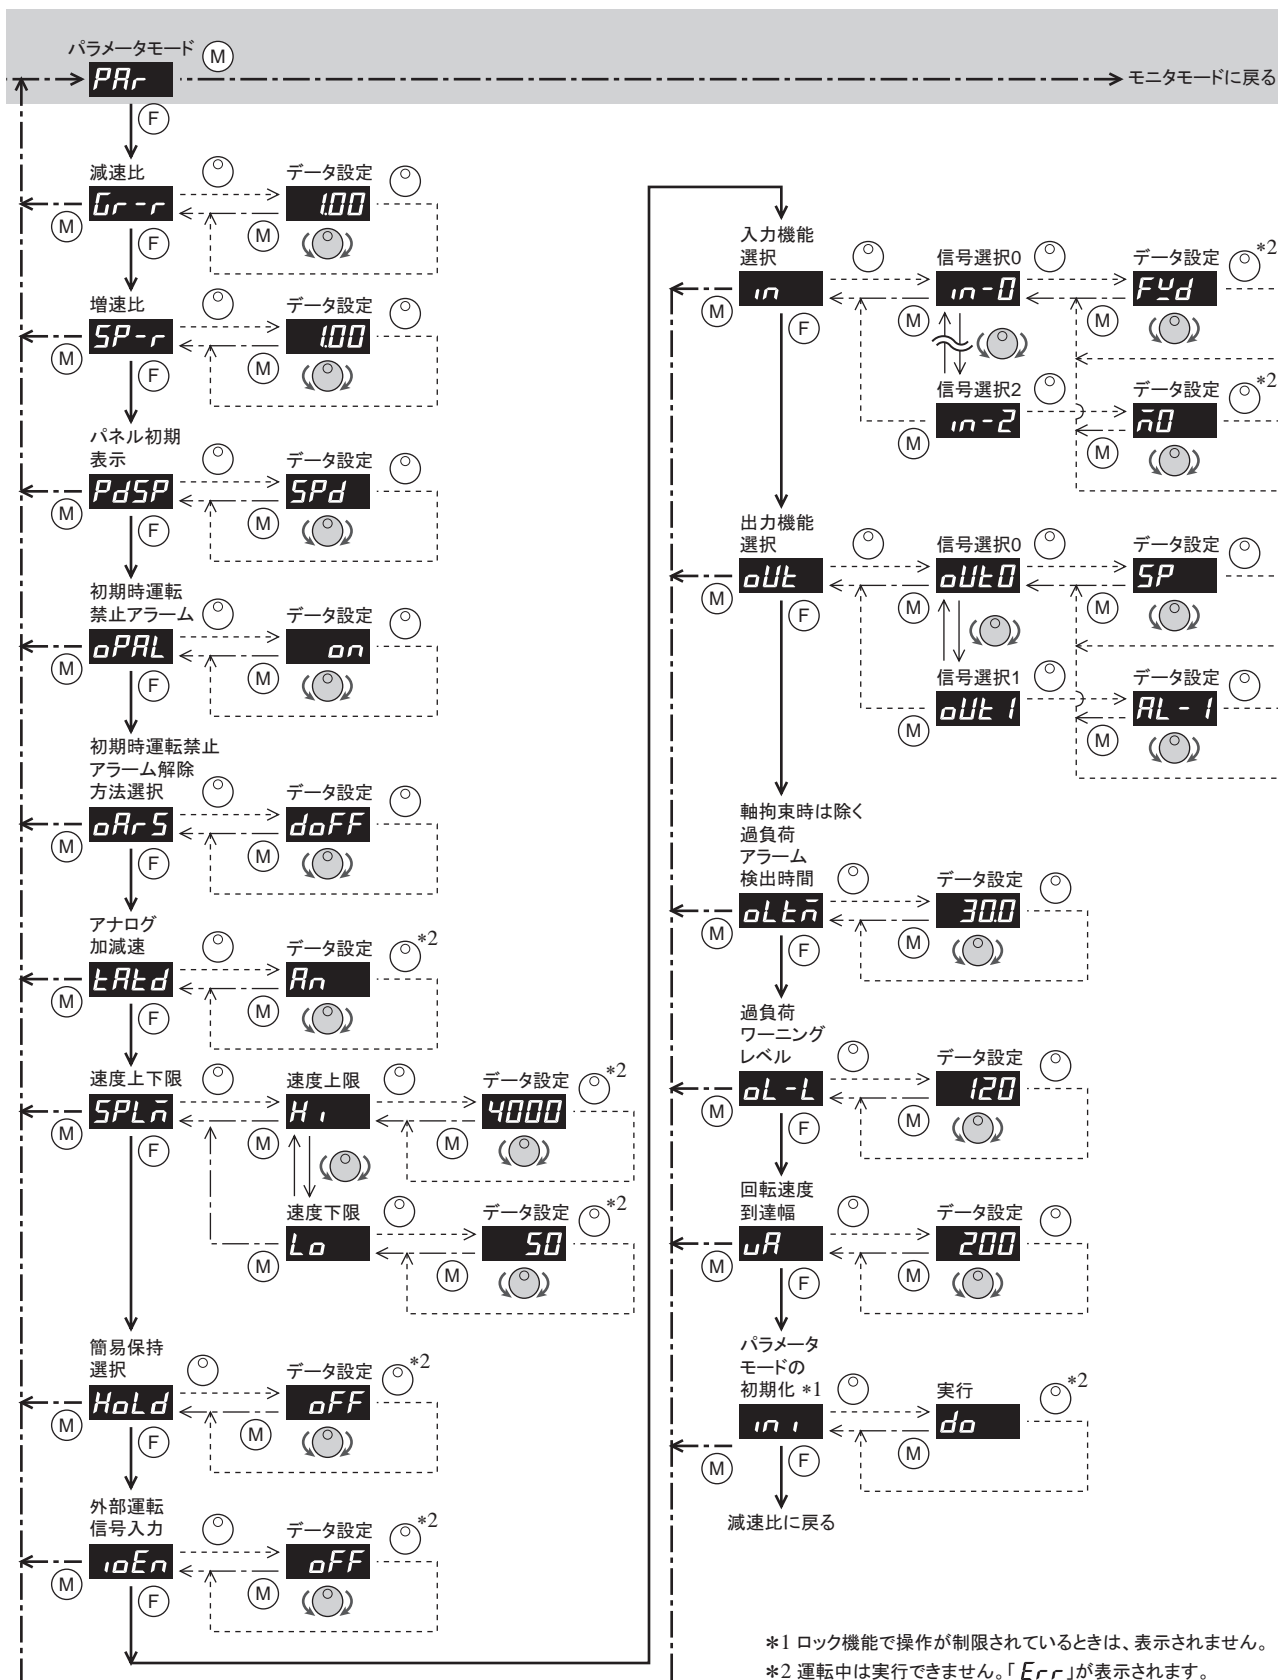 パラメータモード
M
PAr
モニタモードに戻る
F
減速比
データ設定
Gr-r
1.00
M
M
F
増速比
データ設定
SP-r
1.00
M
M
F
パネル初期
表示
データ設定
PdSP
SPd
M
M
F
初期時運転
禁止アラーム
データ設定
oPAL
on
M
M
F
初期時運転禁止
アラーム解除
方法選択
データ設定
oArS
doFF
M
M
F
アナログ
加減速
データ設定
*2
tAtd
An
M
M
F
速度上下限
速度上限
データ設定
*2
SPLM
Hi
4000
M
M
M
F
速度下限
データ設定
*2
Lo
50
M
M
簡易保持
選択
データ設定
*2
HoLd
oFF
M
M
F
外部運転
信号入力
データ設定
*2
ioEn
oFF
M
M
F
入力機能
選択
信号選択0
データ設定
*2
in
in-0
Fwd
M
M
M
F
信号選択2
データ設定
*2
in-2
M0
M
M
出力機能
選択
信号選択0
データ設定
oUt
oUt0
SP
M
M
M
F
信号選択1
データ設定
oUt1
AL-1
M
M
軸拘束時は除く
過負荷
アラーム
検出時間
データ設定
oLtM
30.0
M
M
F
過負荷
ワーニング
レベル
データ設定
oL-L
120
M
M
F
回転速度
到達幅
データ設定
uA
200
M
M
F
パラメータ
モードの
初期化 *1
実行
*2
ini
do
M
M
F
減速比に戻る
*1 ロック機能で操作が制限されているときは、表示されません。
*2 運転中は実行できません。「Err」が表示されます。